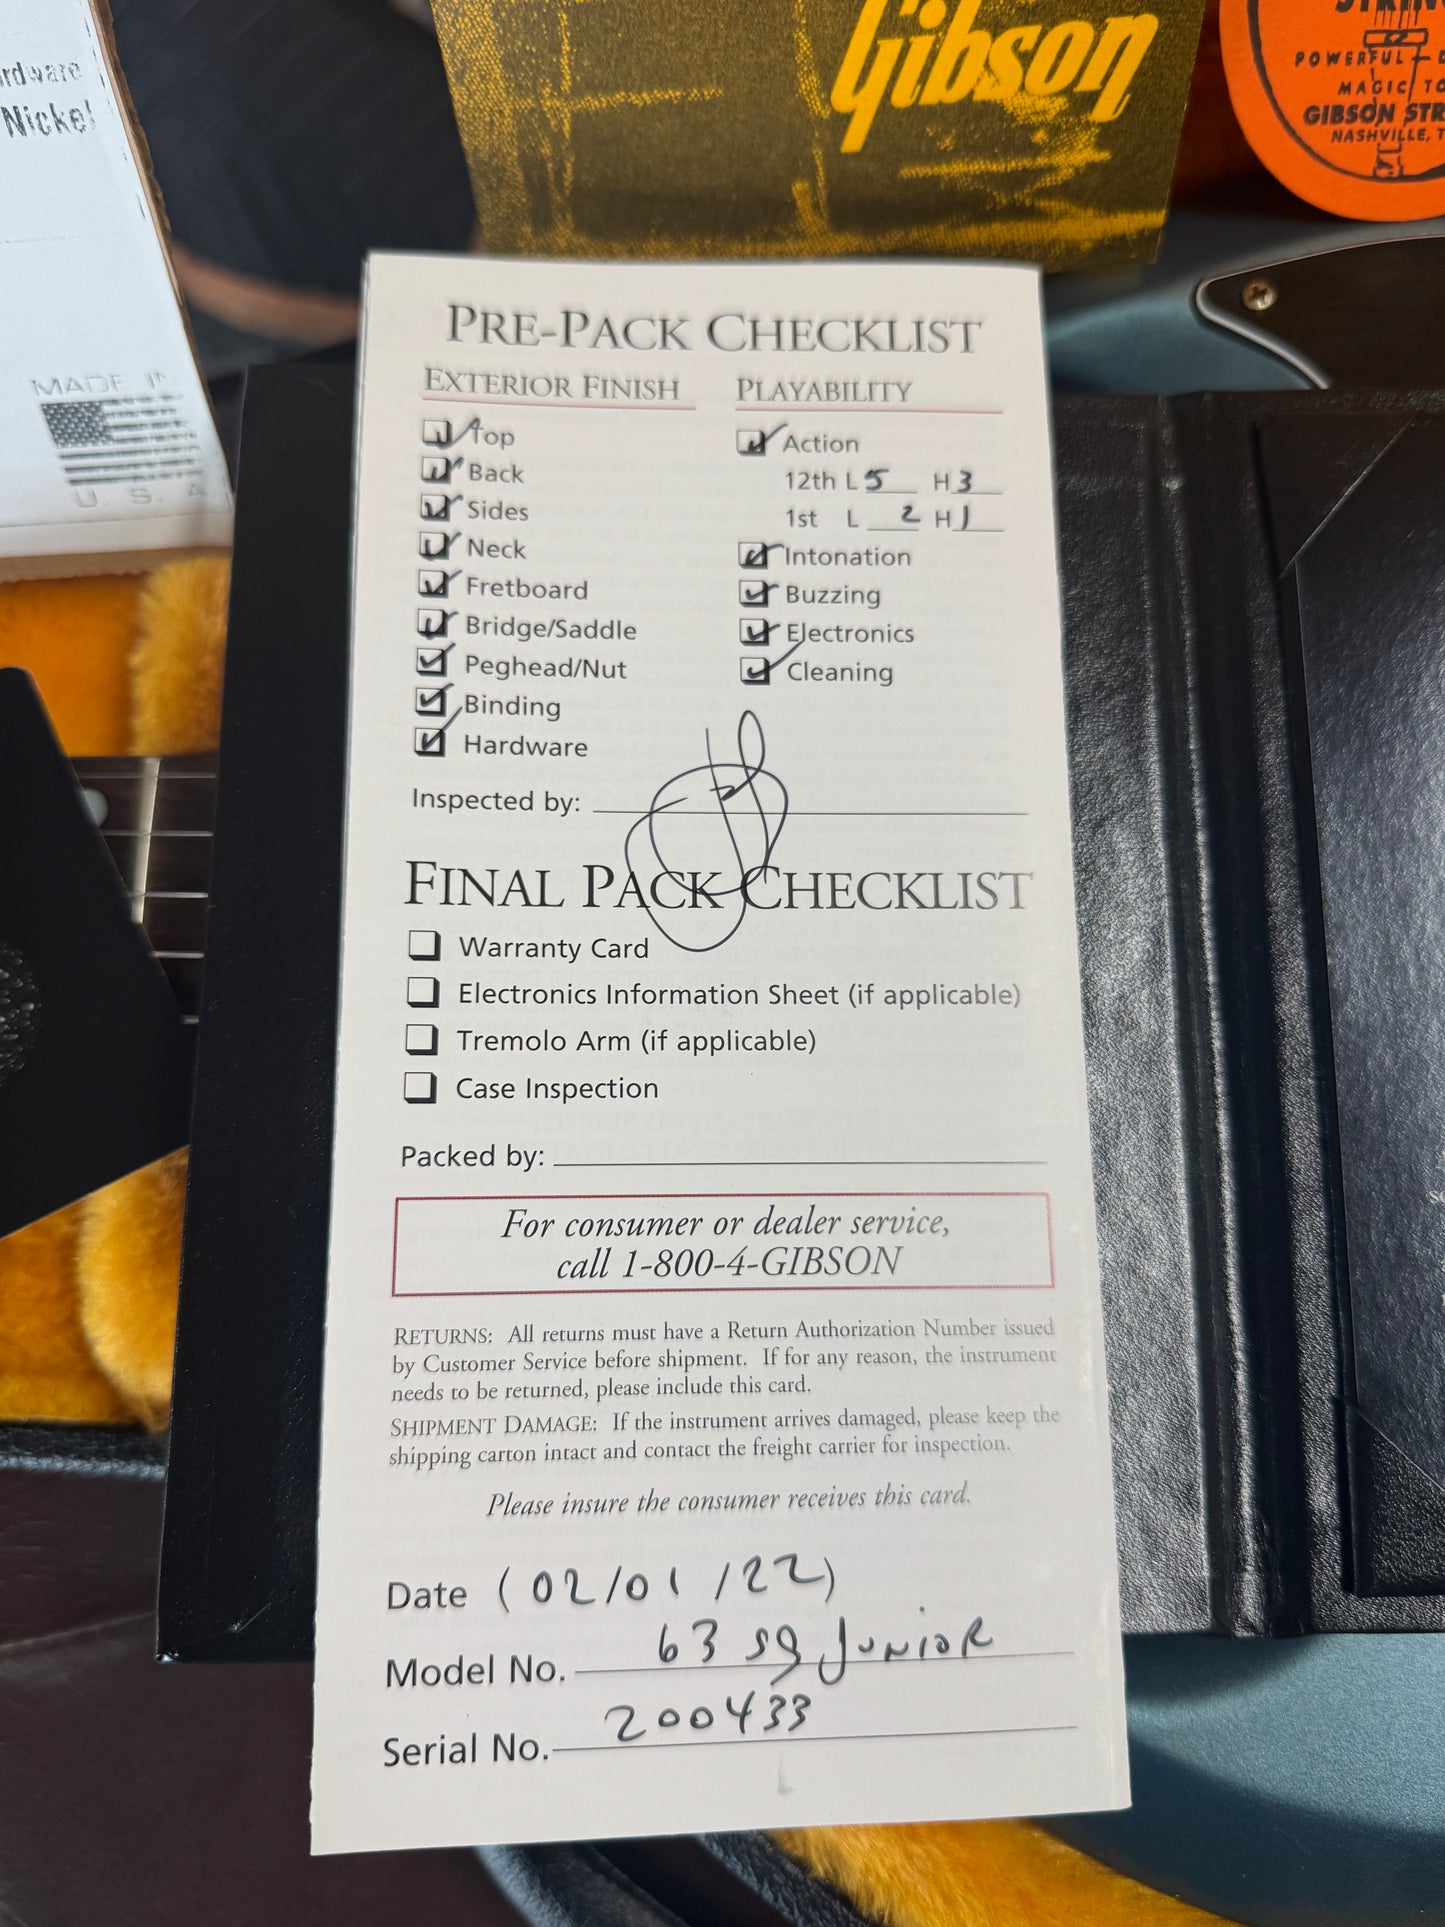 Nickel
MADE IN
U. S. A
Gibson
POWERFUL
MAGIC
GIBSON
NASHVILLE,
PRE-PACK CHECKLIST
EXTERIOR FINISH
Top
Back
Sides
Neck
Fretboard
Bridge/Saddle
Peghead/Nut
Binding
Hardware
PLAYABILITY
Action
12th L 5 H 3
1st L 2 H 1
Intonation
Buzzing
Electronics
Cleaning
Inspected by:
FINAL PACK CHECKLIST
Warranty Card
Electronics Information Sheet (if applicable)
Tremolo Arm (if applicable)
Case Inspection
Packed by:
For consumer or dealer service,
call 1-800-4-GIBSON
RETURNS: All returns must have a Return Authorization Number issued
by Customer Service before shipment. If for any reason, the instrument
needs to be returned, please include this card.
SHIPMENT DAMAGE: If the instrument arrives damaged, please keep the
shipping carton intact and contact the freight carrier for inspection.
Please insure the consumer receives this card.
Date (02/01/22)
Model No. 63 SG JUNIOR
Serial No. 200433